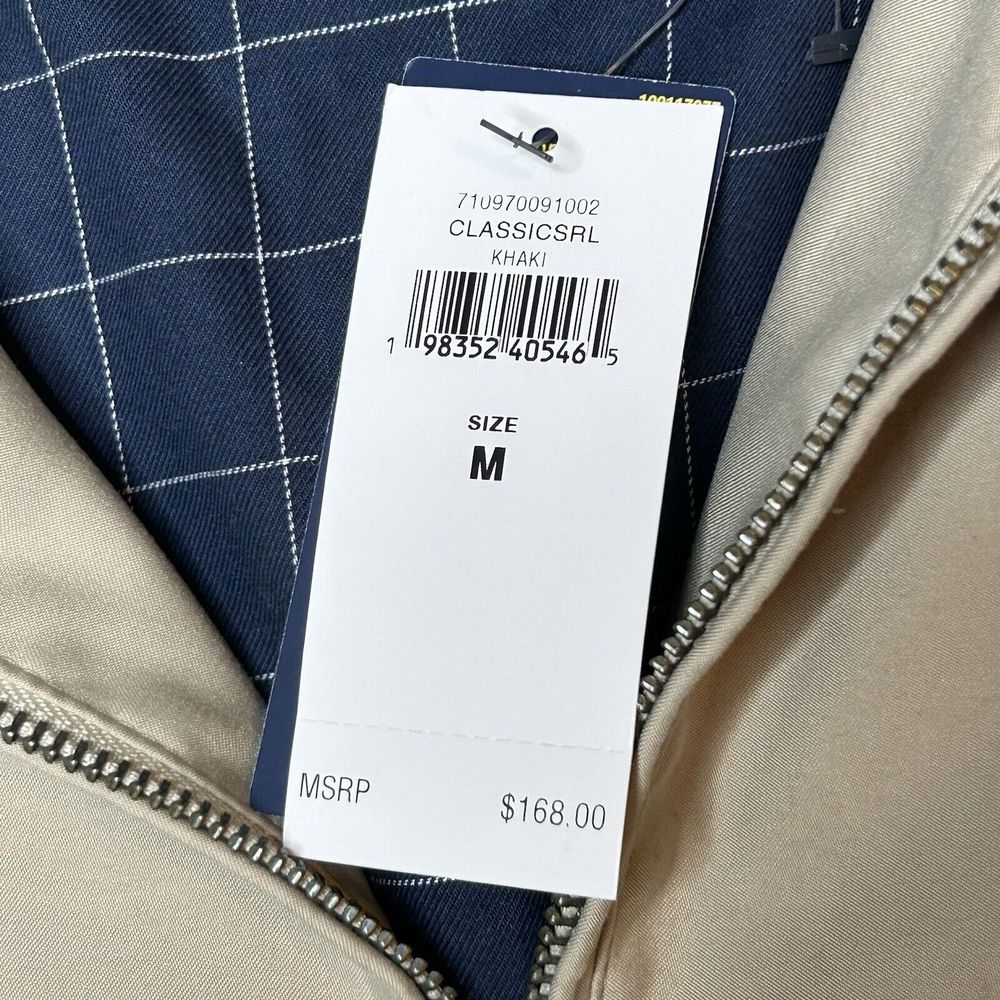 710970091002
CLASSICSRL
KHAKI
1 98352 40546 5
SIZE
M
MSRP
$168.00